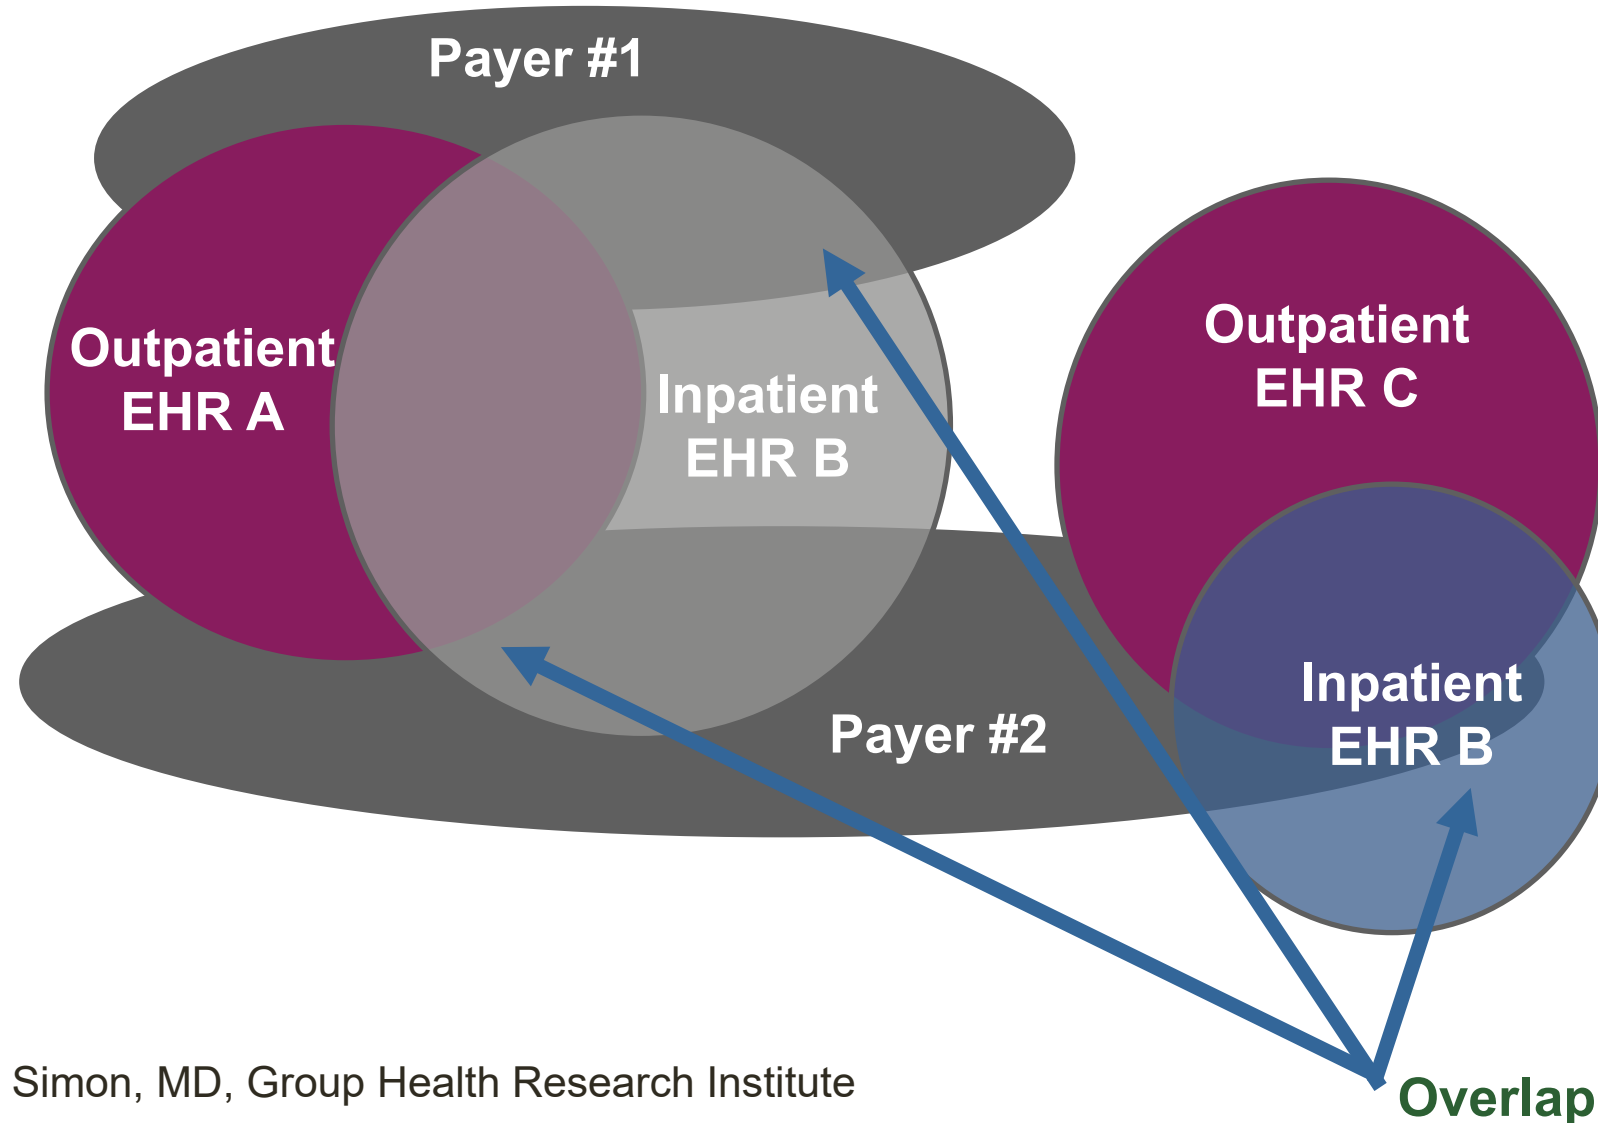 Payer #1
Outpatient
EHR A
Inpatient
EHR B
Outpatient
EHR C
Inpatient
EHR B
Payer #2
Simon, MD, Group Health Research Institute
Overlap